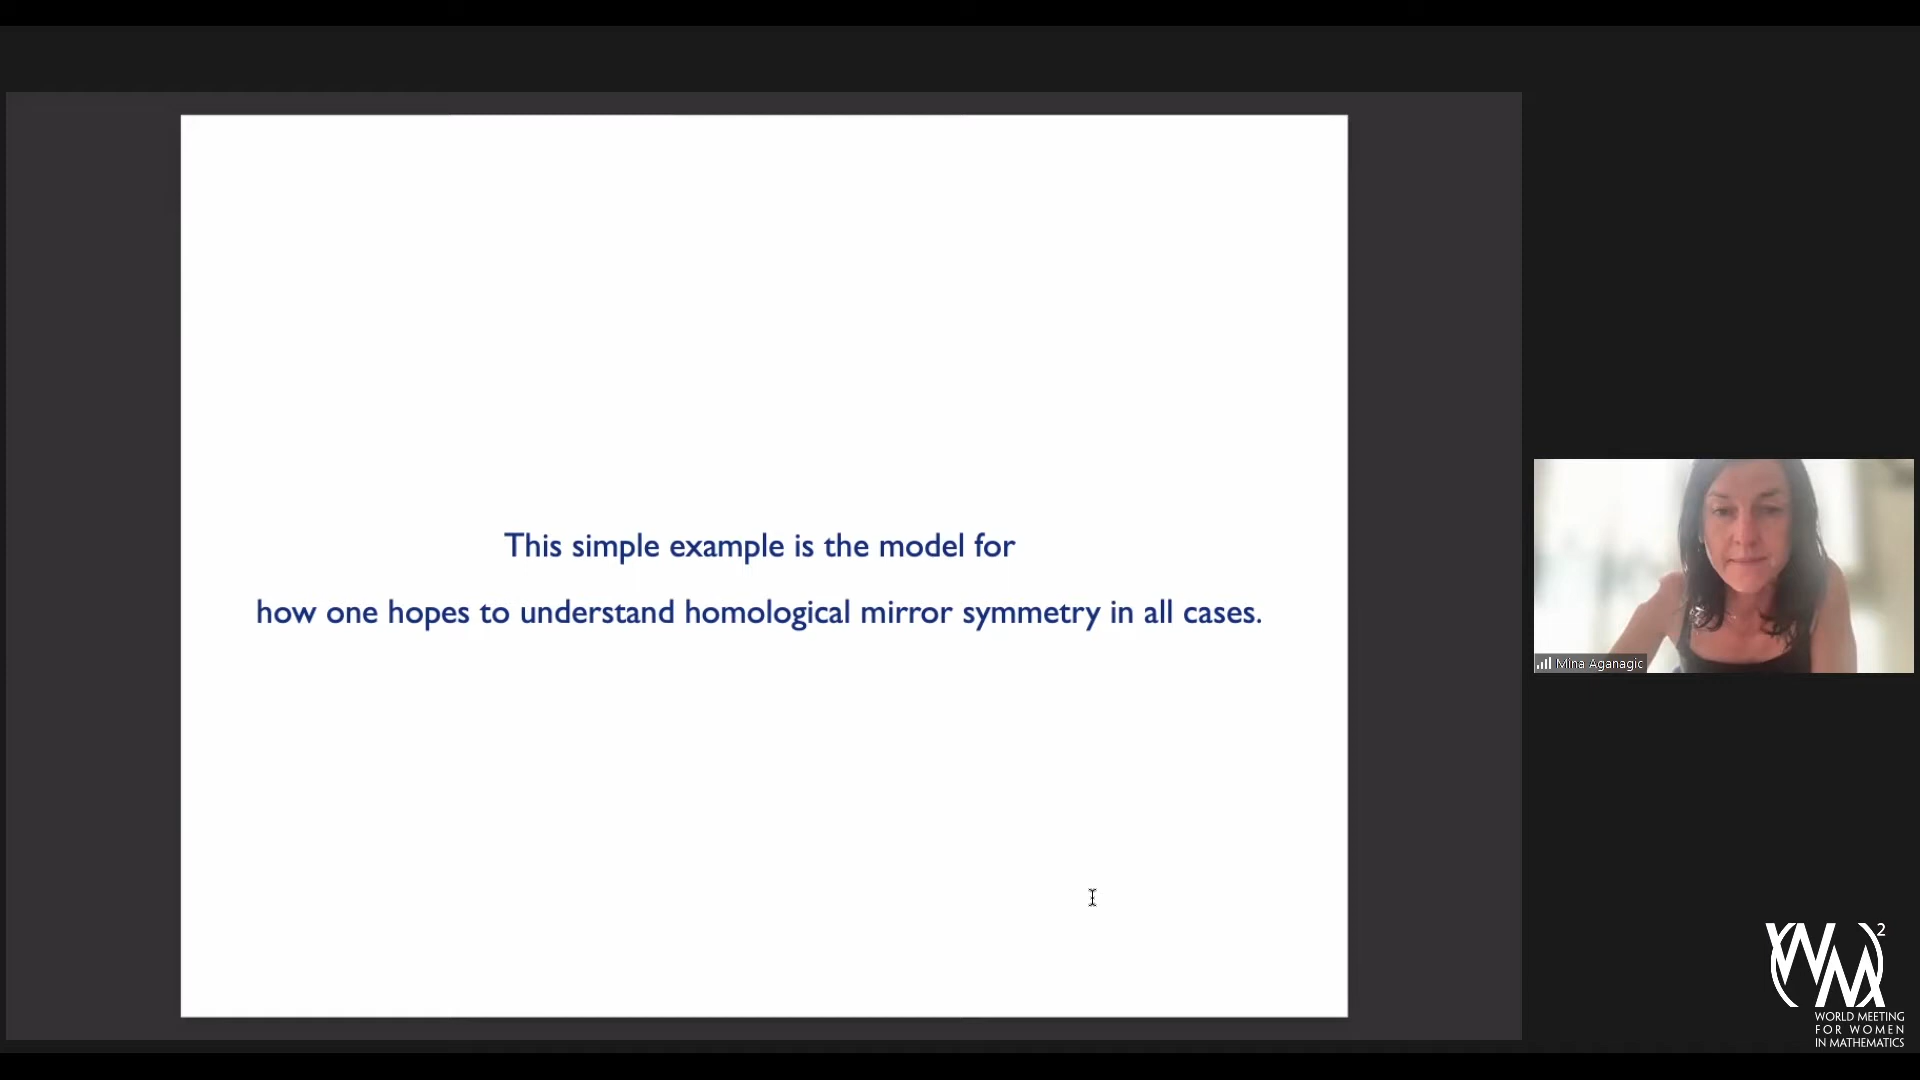 This simple example is the model for
how one hopes to understand homological mirror symmetry in all cases.
Mina Aganagic
(WM)²
WORLD MEETING
FOR WOMEN
IN MATHEMATICS